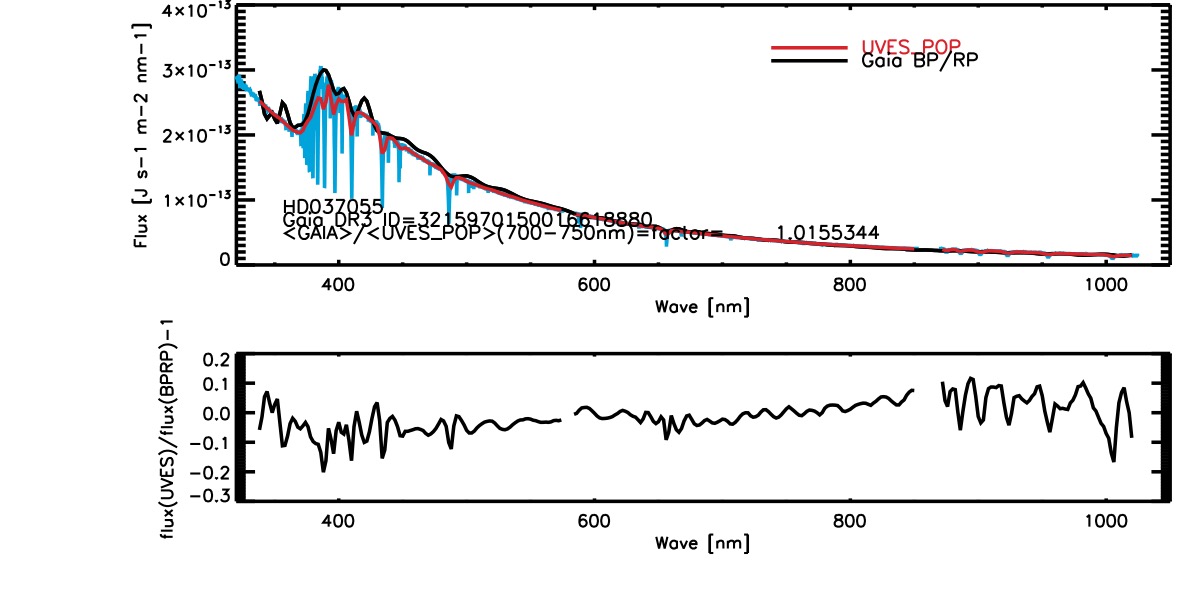 4×10−13
3×10−13
2×10−13
1×10−13
0
Flux [J s−1 m−2 nm−1]
UVES_POP
Gaia BP/RP
HD037055
Gaia DR3 ID=3215970150016618880
<GAIA>/<UVES_POP>(700−750nm)=factor= 1.0155344
400 600 800 1000
Wave [nm]
0.2
0.1
0.0
−0.1
−0.2
−0.3
flux(UVES)/flux(BPRP)−1
400 600 800 1000
Wave [nm]